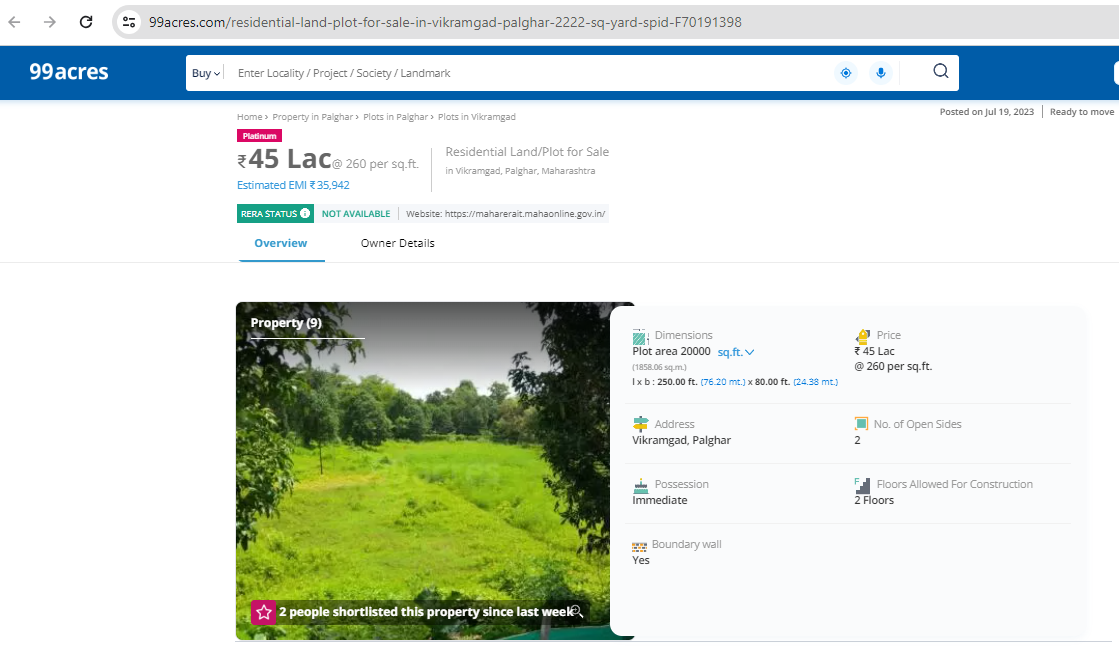 99acres.com/residential-land-plot-for-sale-in-vikramgad-palghar-2222-sq-yard-spid-F70191398
99acres
Buy
Enter Locality / Project / Society / Landmark
Home › Property in Palghar › Plots in Palghar › Plots in Vikramgad
Posted on Jul 19, 2023
Ready to move
Platinum
₹45 Lac @ 260 per sq.ft.
Estimated EMI ₹35,942
Residential Land/Plot for Sale
in Vikramgad, Palghar, Maharashtra
RERA STATUS
NOT AVAILABLE
Website: https://maharerait.mahaonline.gov.in/
Overview
Owner Details
Property (9)
2 people shortlisted this property since last week
Dimensions
Plot area 20000 sq.ft.
(1858.06 sq.m.)
l x b : 250.00 ft. (76.20 mt.) x 80.00 ft. (24.38 mt.)
Price
₹ 45 Lac
@ 260 per sq.ft.
Address
Vikramgad, Palghar
No. of Open Sides
2
Possession
Immediate
Floors Allowed For Construction
2 Floors
Boundary wall
Yes